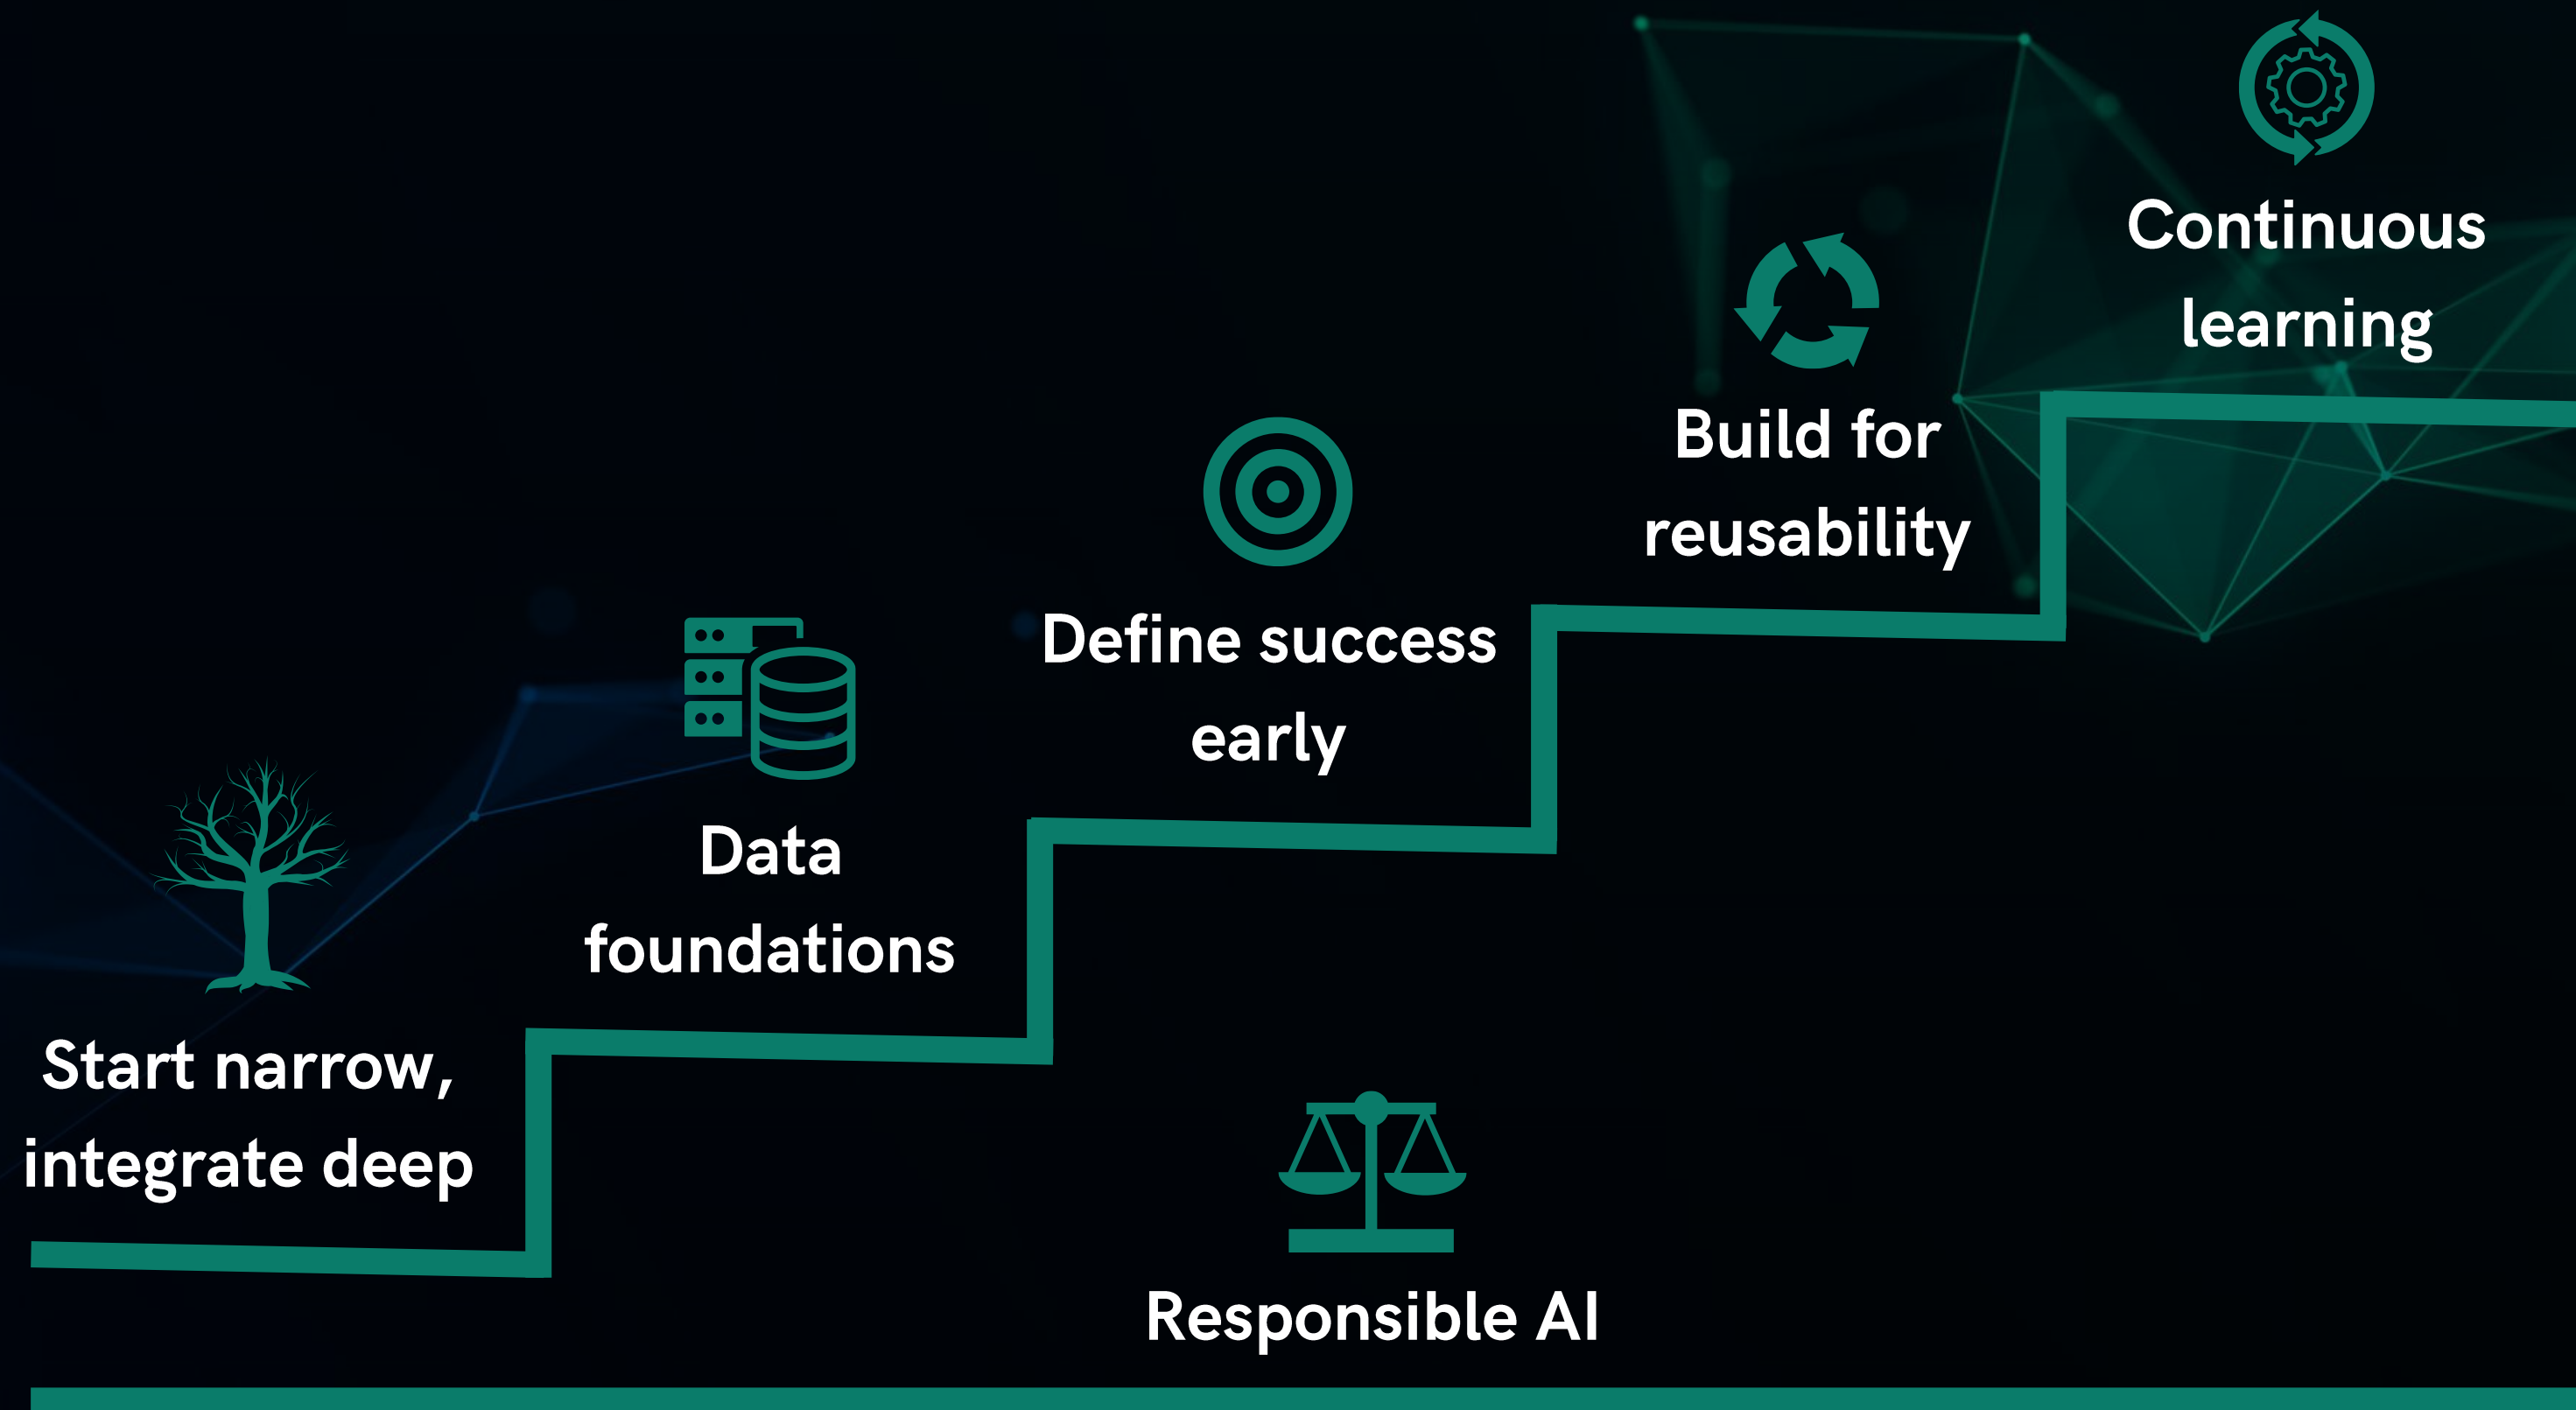 Start narrow,
integrate deep
Data
foundations
Define success
early
Build for
reusability
Continuous
learning
Responsible AI